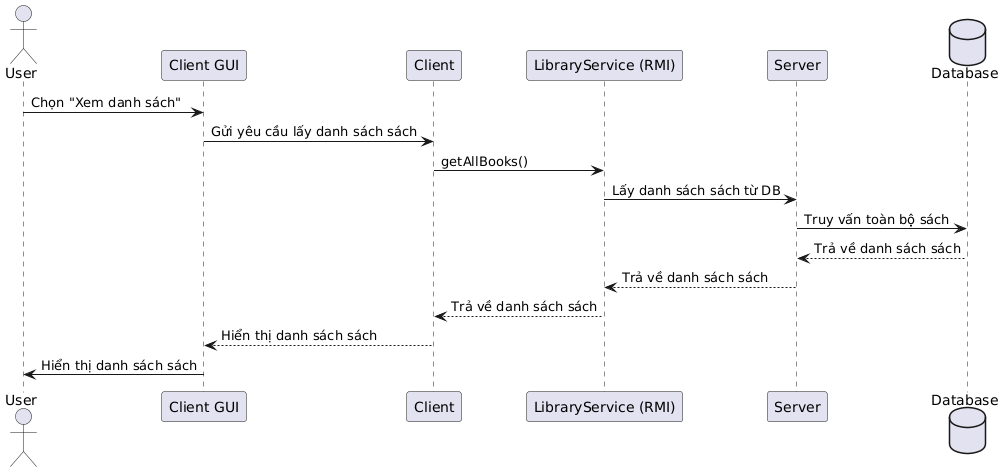 User
Client GUI
Client
LibraryService (RMI)
Server
Database
Chọn "Xem danh sách"
Gửi yêu cầu lấy danh sách sách
getAllBooks()
Lấy danh sách sách từ DB
Truy vấn toàn bộ sách
Trả về danh sách sách
Trả về danh sách sách
Trả về danh sách sách
Hiển thị danh sách sách
Hiển thị danh sách sách
User
Client GUI
Client
LibraryService (RMI)
Server
Database